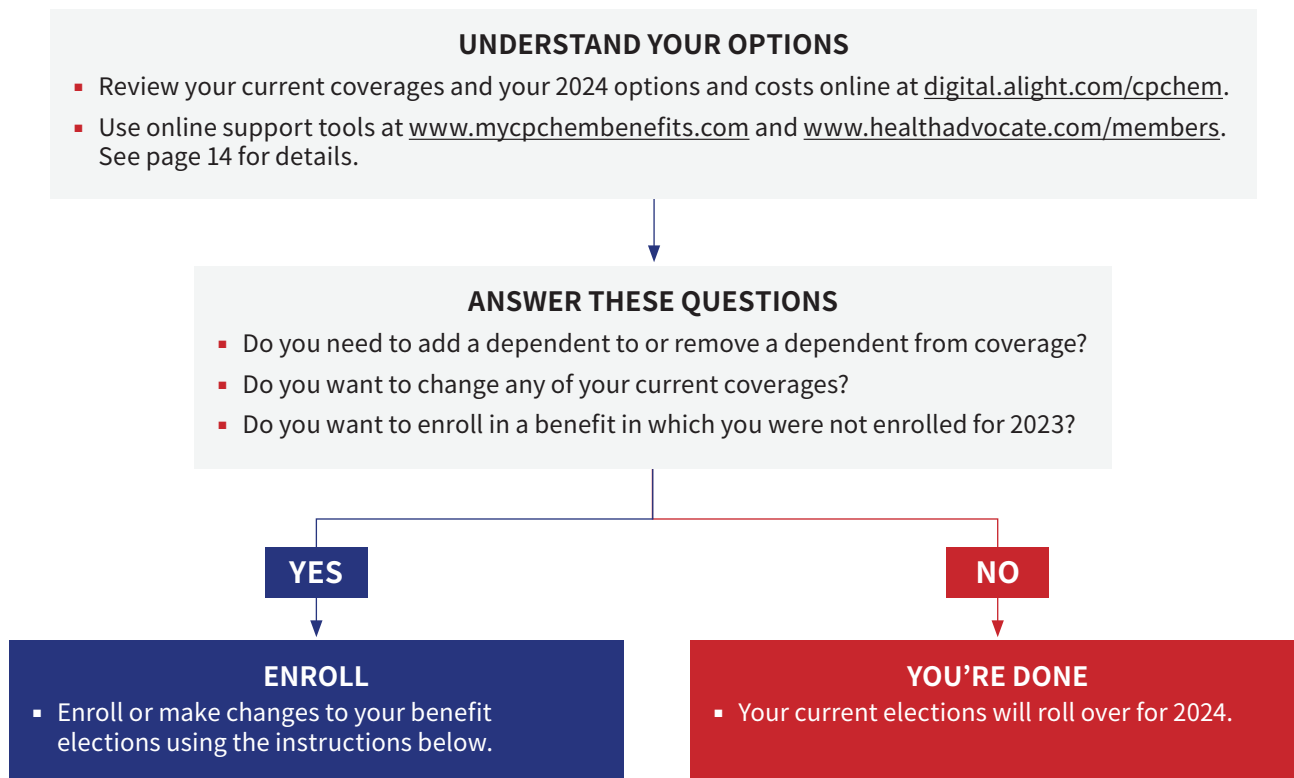 UNDERSTAND YOUR OPTIONS
▪ Review your current coverages and your 2024 options and costs online at digital.alight.com/cpchem.
▪ Use online support tools at www.mycpchembenefits.com and www.healthadvocate.com/members.
See page 14 for details.
ANSWER THESE QUESTIONS
▪ Do you need to add a dependent to or remove a dependent from coverage?
▪ Do you want to change any of your current coverages?
▪ Do you want to enroll in a benefit in which you were not enrolled for 2023?
YES
NO
ENROLL
▪ Enroll or make changes to your benefit
elections using the instructions below.
YOU’RE DONE
▪ Your current elections will roll over for 2024.